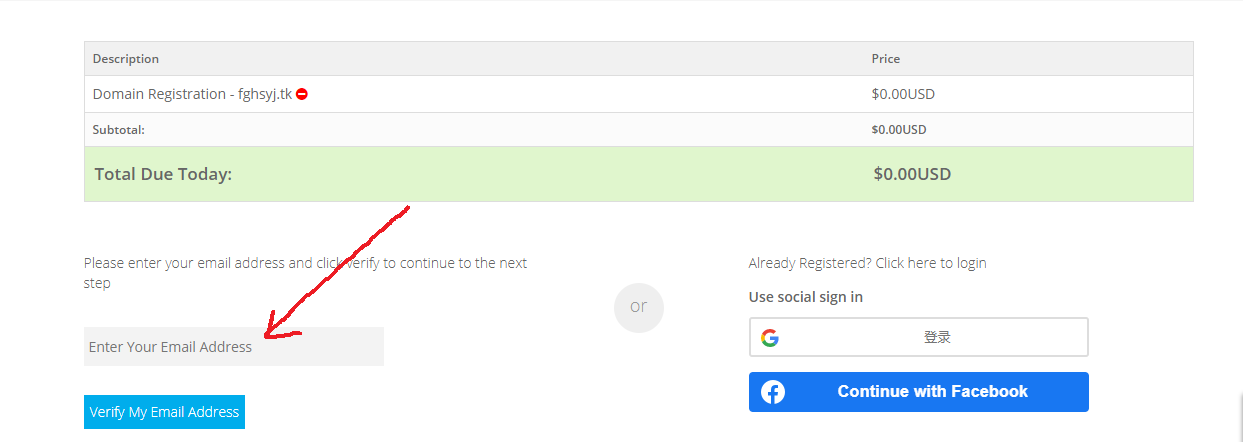 Description Price
Domain Registration - fghsyj.tk $0.00USD
Subtotal: $0.00USD
Total Due Today: $0.00USD
Please enter your email address and click verify to continue to the next
step
Enter Your Email Address
Verify My Email Address
or
Already Registered? Click here to login
Use social sign in
登录
Continue with Facebook